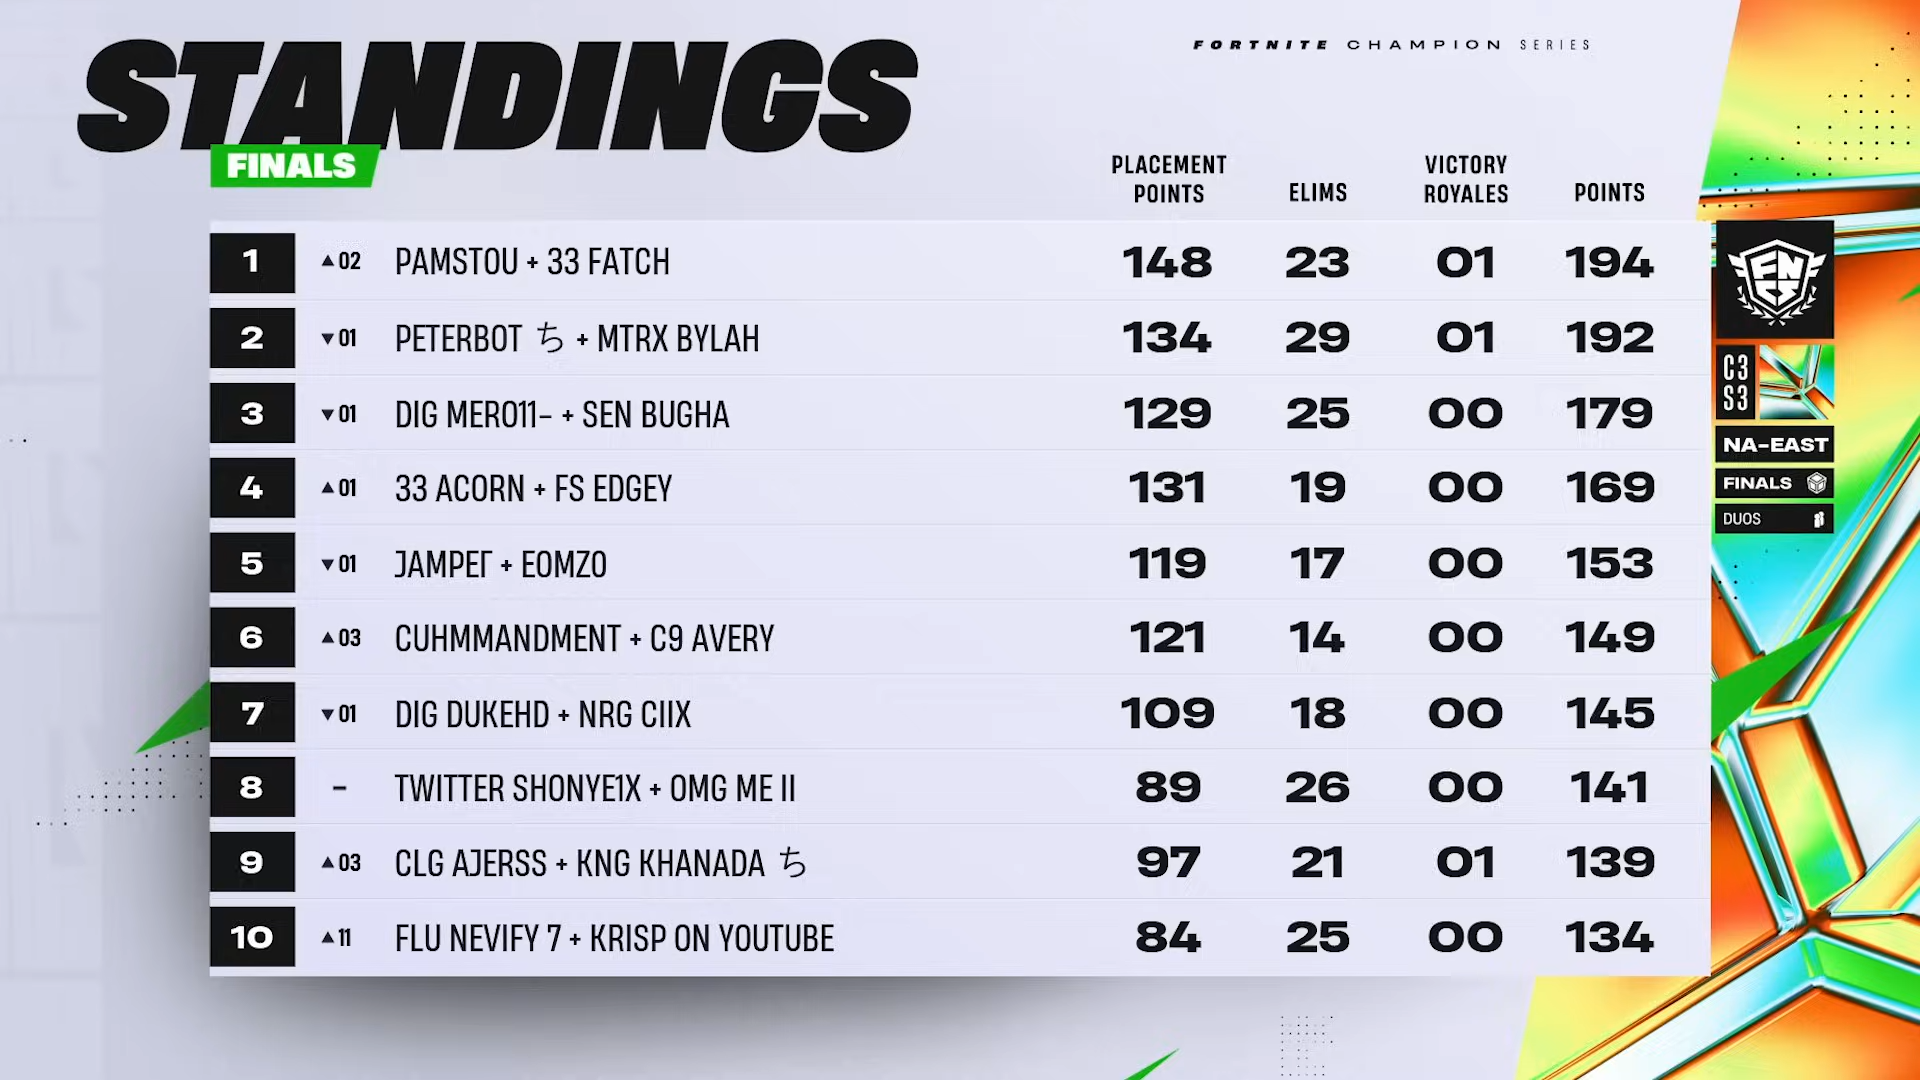 STANDINGS
FINALS
FORTNITE CHAMPION SERIES
PLACEMENT POINTS ELIMS VICTORY ROYALES POINTS
1 ▲02 PAMSTOU + 33 FATCH 148 23 01 194
2 ▼01 PETERBOT ち + MTRX BYLAH 134 29 01 192
3 ▼01 DIG MERO11- + SEN BUGHA 129 25 00 179
4 ▲01 33 ACORN + FS EDGEY 131 19 00 169
5 ▼01 JAMPEГ + EOMZO 119 17 00 153
6 ▲03 CUHMMANDMENT + C9 AVERY 121 14 00 149
7 ▼01 DIG DUKEHD + NRG CIIX 109 18 00 145
8 - TWITTER SHONYE1X + OMG ME II 89 26 00 141
9 ▲03 CLG AJERSS + KNG KHANADA ち 97 21 01 139
10 ▲11 FLU NEVIFY 7 + KRISP ON YOUTUBE 84 25 00 134
FNCS
C3
S3
NA-EAST
FINALS
DUOS